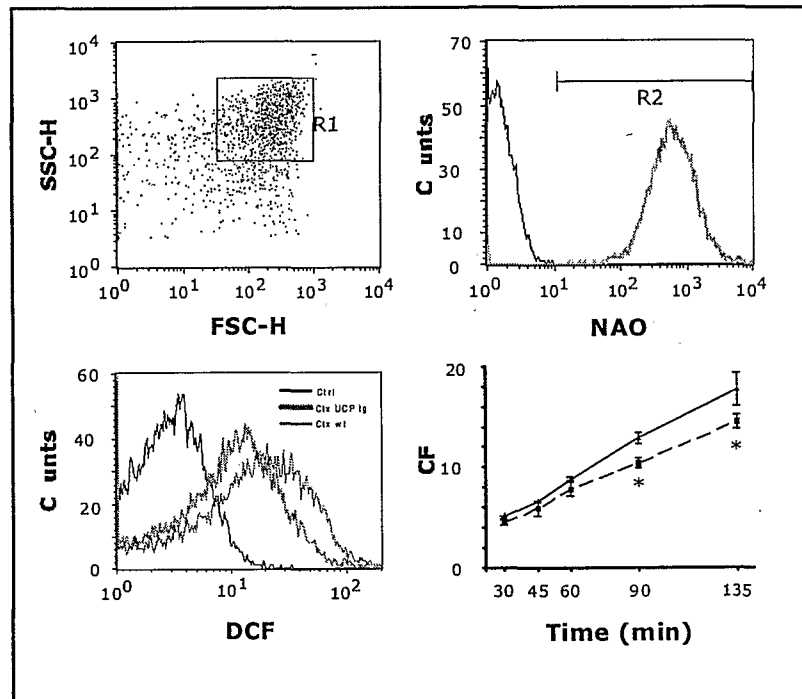 10⁴
10³
10²
10¹
10⁰
SSC-H
R1
10⁰ 10¹ 10² 10³ 10⁴
FSC-H
70
50
30
10
0
C unts
R2
10⁰ 10¹ 10² 10³ 10⁴
NAO
60
40
20
0
C unts
Ctrl
Ctx UCP tg
Ctx wt
10⁰ 10¹ 10²
DCF
20
10
0
CF
*
*
30 45 60 90 135
Time (min)